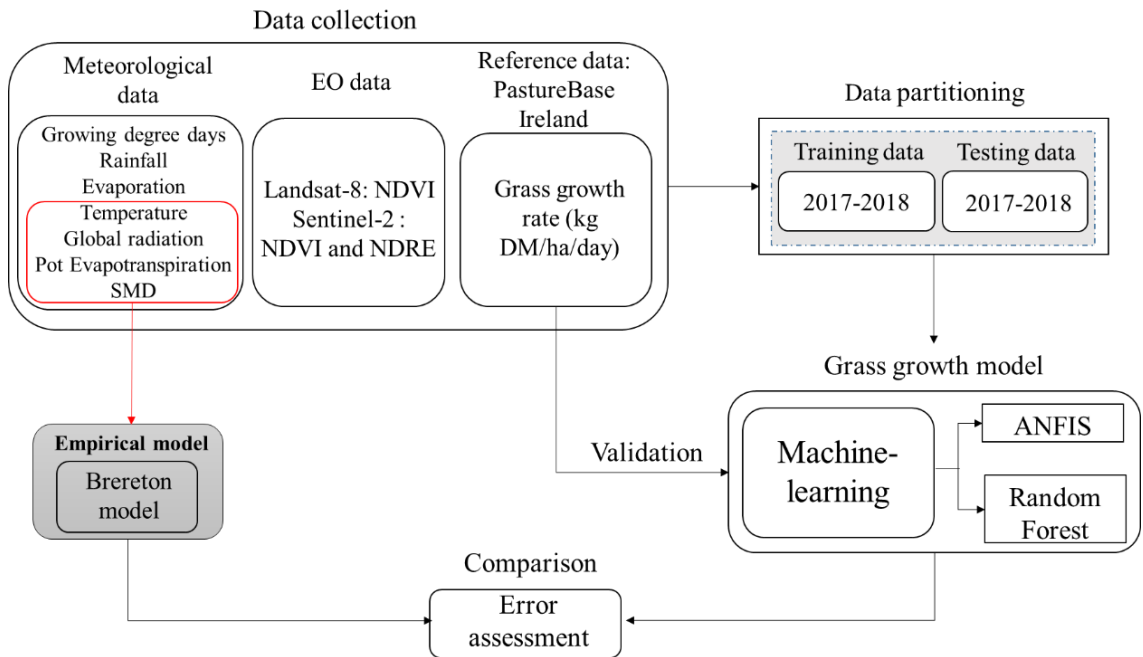 Data collection
Meteorological
data
Growing degree days
Rainfall
Evaporation
Temperature
Global radiation
Pot Evapotranspiration
SMD
EO data
Landsat-8: NDVI
Sentinel-2 :
NDVI and NDRE
Reference data:
PastureBase
Ireland
Grass growth
rate (kg
DM/ha/day)
Data partitioning
Training data
2017-2018
Testing data
2017-2018
Grass growth model
Validation
Machine-
learning
ANFIS
Random
Forest
Empirical model
Brereton
model
Comparison
Error
assessment